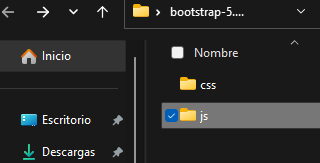 bootstrap-5....
Inicio
Nombre
css
js
Escritorio
Descargas